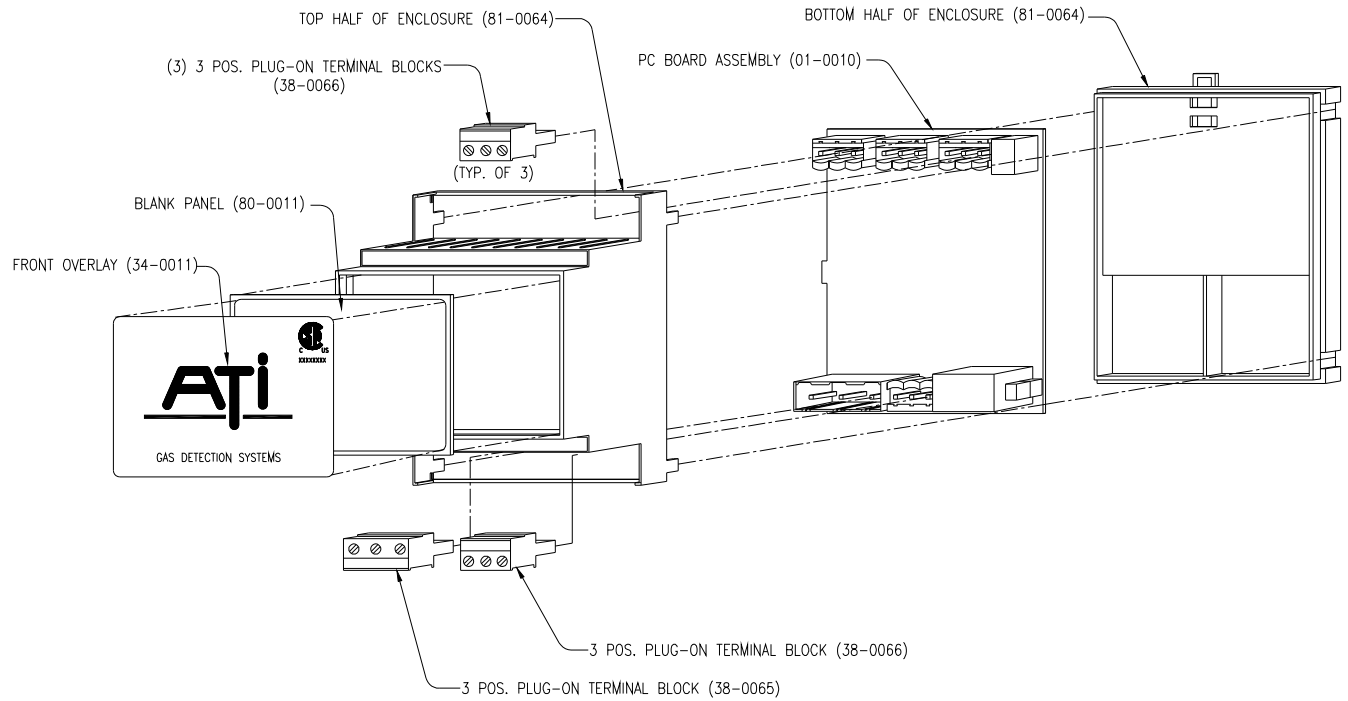 TOP HALF OF ENCLOSURE (81-0064)
BOTTOM HALF OF ENCLOSURE (81-0064)
(3) 3 POS. PLUG-ON TERMINAL BLOCKS
(38-0066)
PC BOARD ASSEMBLY (01-0010)
(TYP. OF 3)
BLANK PANEL (80-0011)
FRONT OVERLAY (34-0011)
C US
XXXXXXXX
ATi
GAS DETECTION SYSTEMS
3 POS. PLUG-ON TERMINAL BLOCK (38-0066)
3 POS. PLUG-ON TERMINAL BLOCK (38-0065)